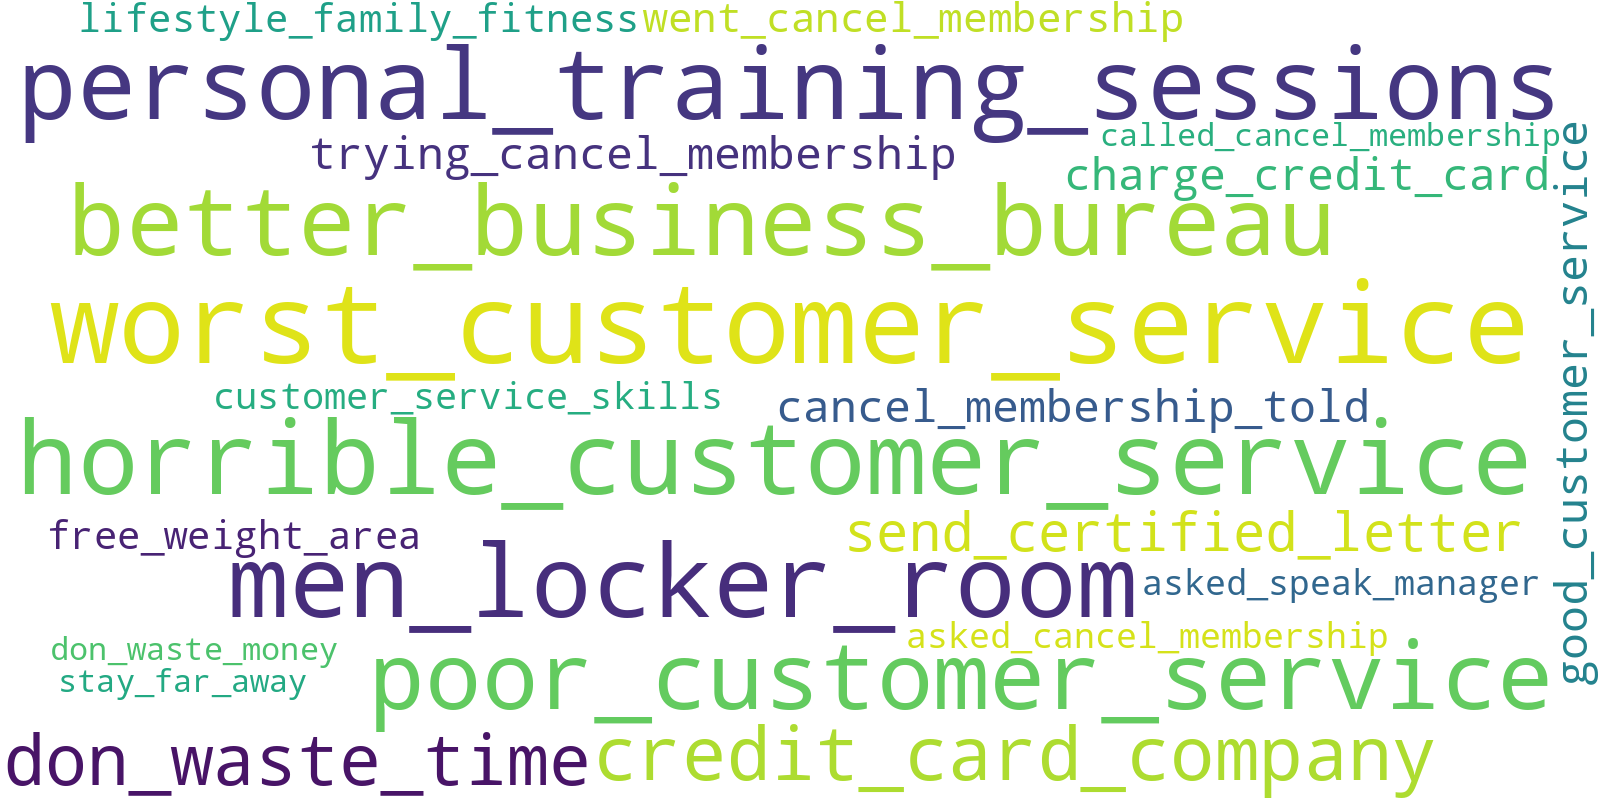 lifestyle_family_fitness
went_cancel_membership
personal_training_sessions
called_cancel_membership
trying_cancel_membership
charge_credit_card
better_business_bureau
good_customer_service
worst_customer_service
customer_service_skills
cancel_membership_told
horrible_customer_service
free_weight_area
send_certified_letter
men_locker_room
asked_speak_manager
asked_cancel_membership
don_waste_money
stay_far_away
poor_customer_service
don_waste_time
credit_card_company